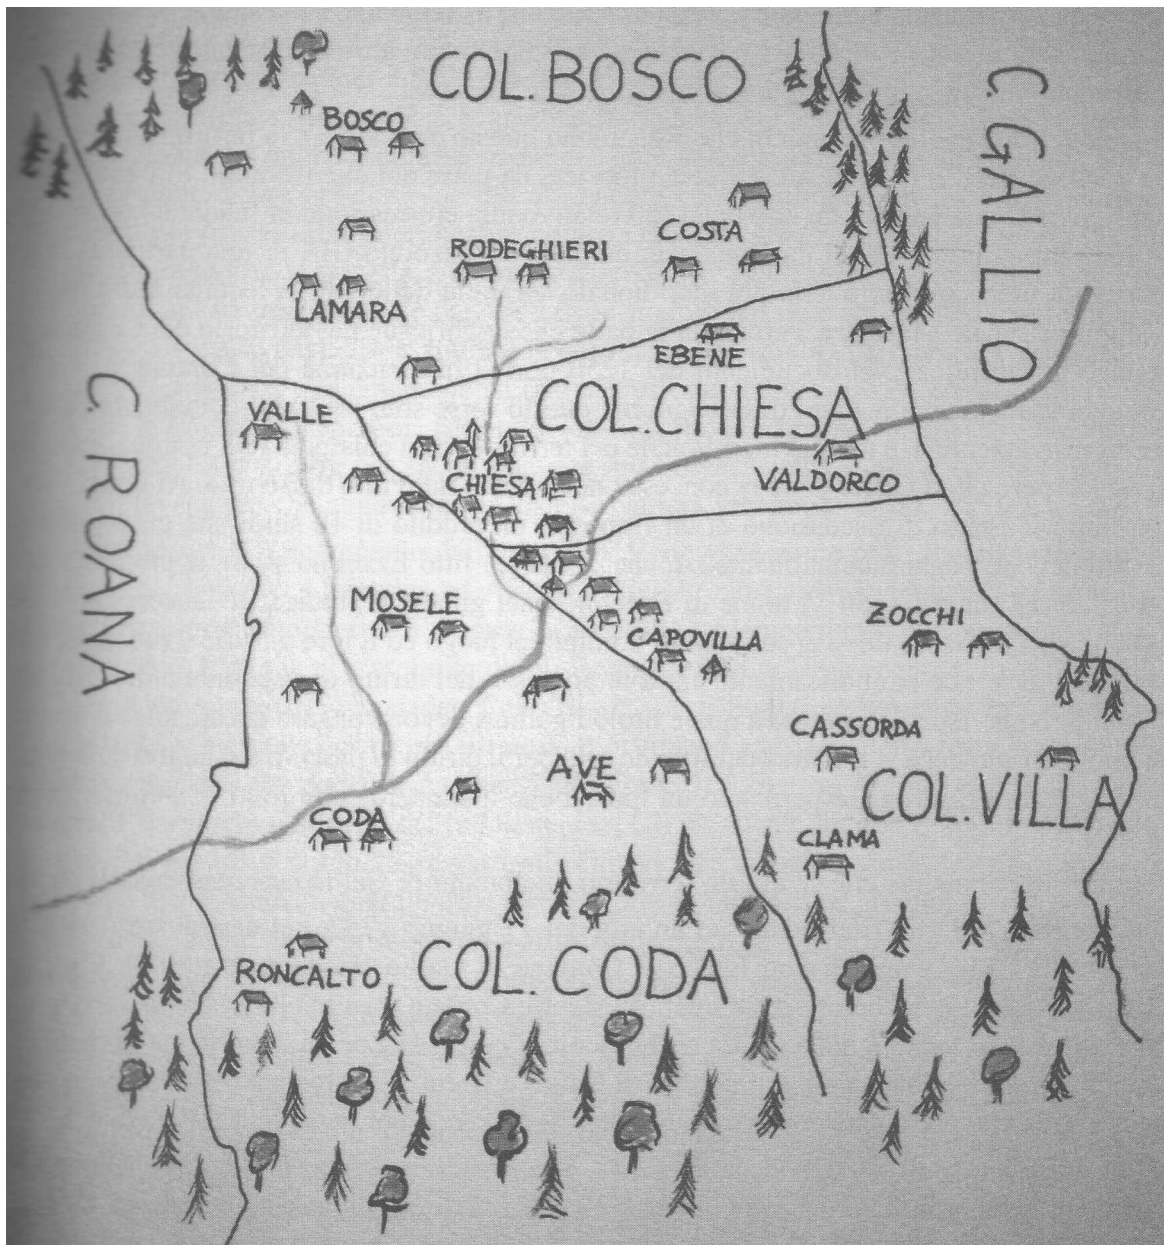 COL. BOSCO
C. GALLIO
BOSCO
COSTA
RODEGHIERI
LAMARA
EBENE
C. ROANA
VALLE
COL. CHIESA
CHIESA
VALDORCO
MOSELE
ZOCCHI
CAPOVILLA
CASSORDA
AVE
COL. VILLA
CODA
CLAMA
RONCALTO
COL. CODA